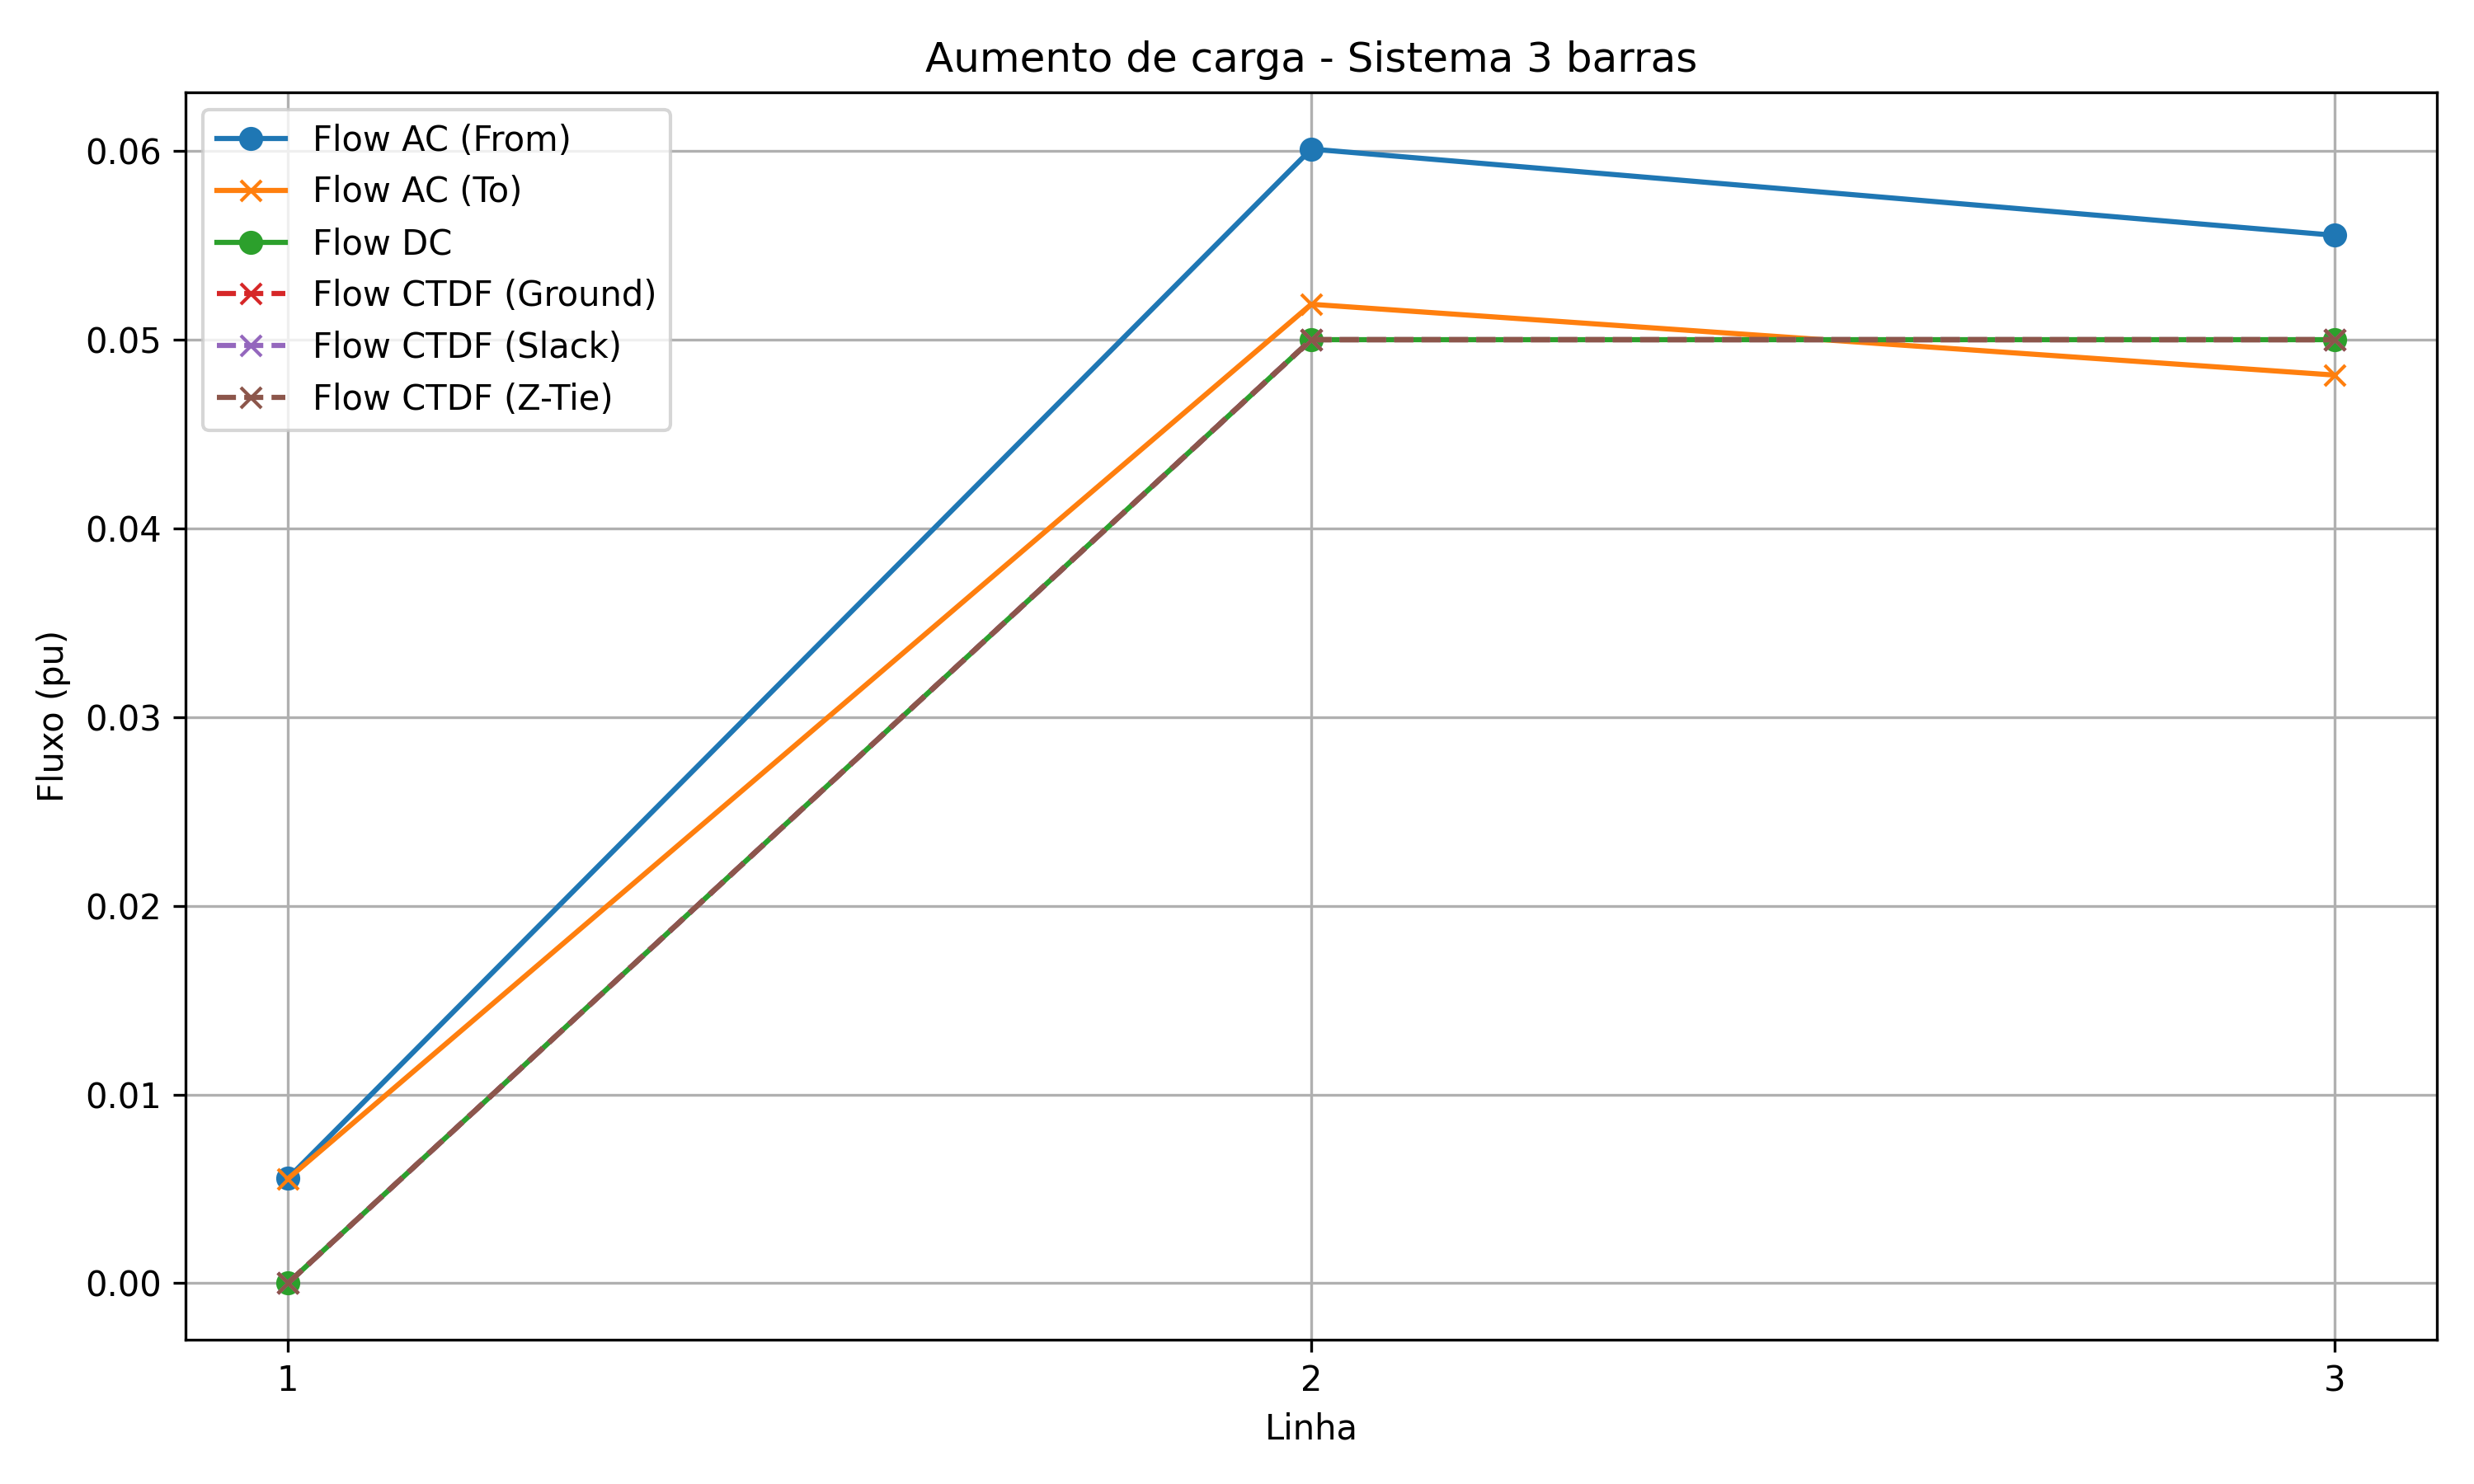 Aumento de carga - Sistema 3 barras
Flow AC (From)
Flow AC (To)
Flow DC
Flow CTDF (Ground)
Flow CTDF (Slack)
Flow CTDF (Z-Tie)
0.06
0.05
0.04
0.03
0.02
0.01
0.00
Fluxo (pu)
1
2
3
Linha